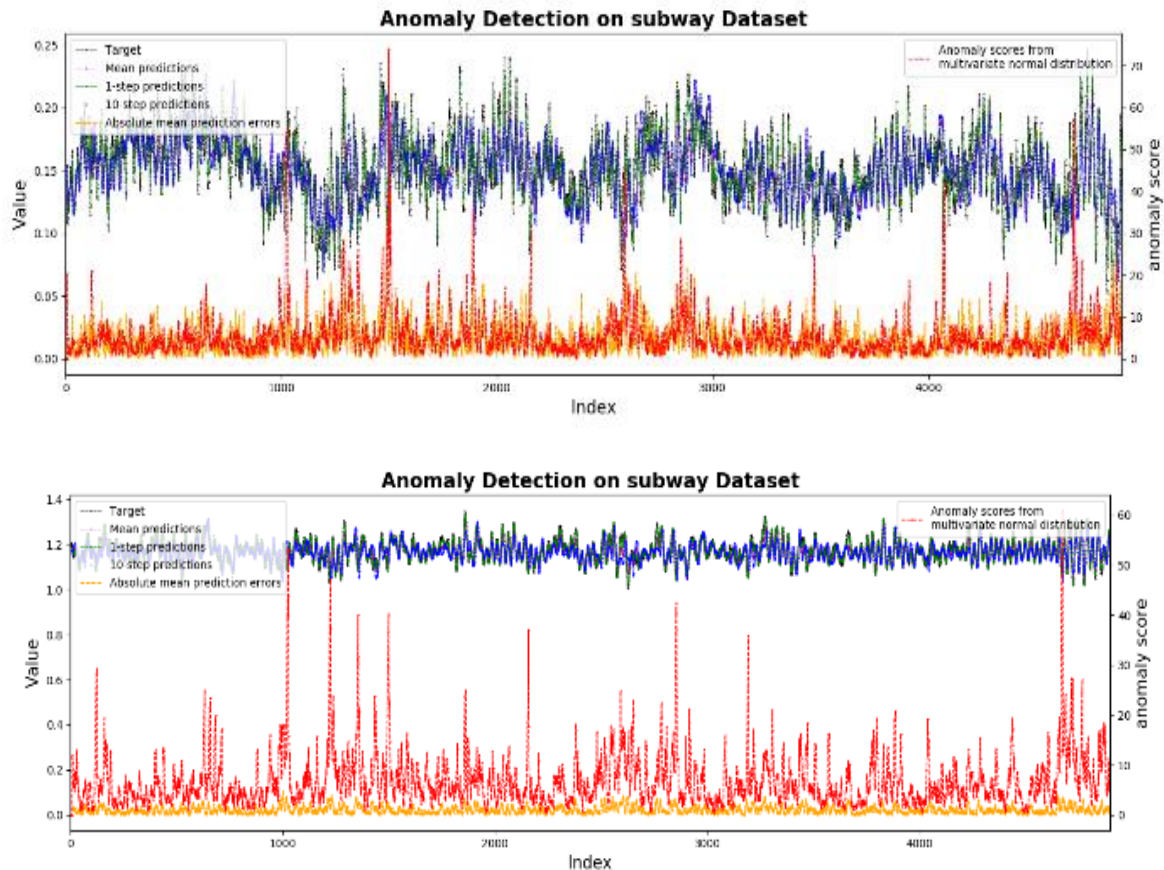 Anomaly Detection on subway Dataset
0.25
0.20
0.15
0.10
0.05
0.00
Value
Target
Mean predictions
1-step predictions
10 step predictions
Absolute mean prediction errors
Anomaly scores from
multivariate normal distribution
70
60
50
40
30
20
10
0
anomaly score
0 1000 2000 3000 4000
Index
Anomaly Detection on subway Dataset
1.4
1.2
1.0
0.8
0.6
0.4
0.2
0.0
Value
Target
Mean predictions
1-step predictions
10 step predictions
Absolute mean prediction errors
Anomaly scores from
multivariate normal distribution
60
50
40
30
20
10
0
anomaly score
0 1000 2000 3000 4000
Index